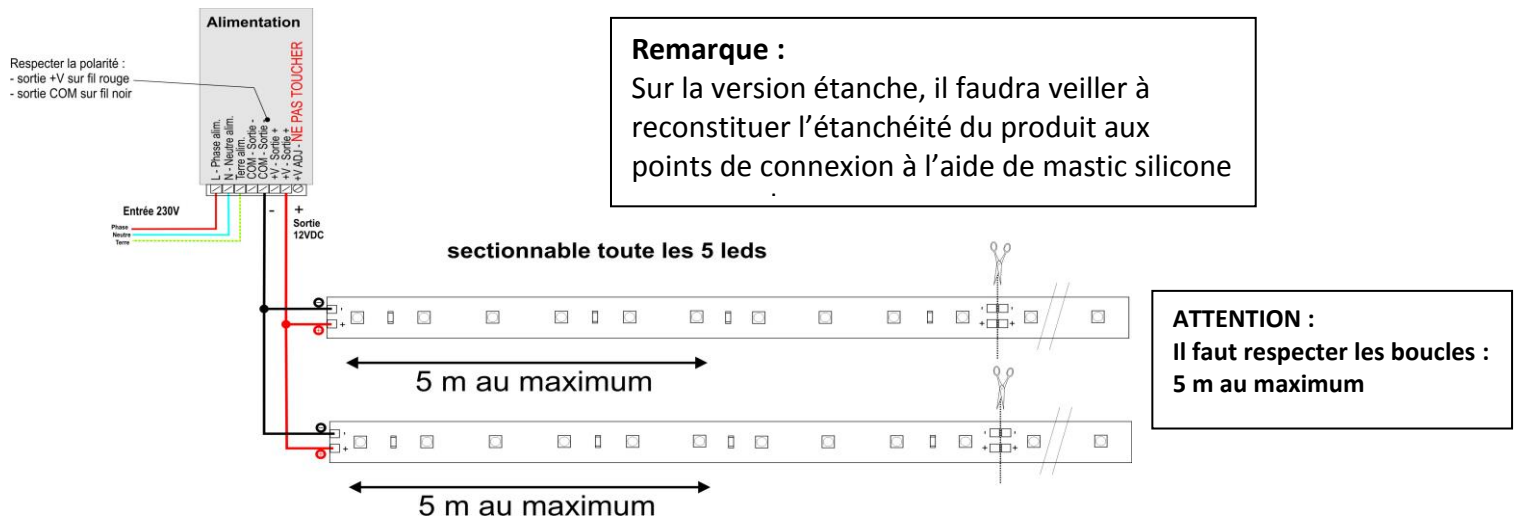 Alimentation
Respecter la polarité :
- sortie +V sur fil rouge
- sortie COM sur fil noir
L - Phase alim.
N - Neutre alim.
Terre alim.
COM - Sortie -
COM - Sortie -
+V - Sortie +
+V - Sortie +
+V ADJ - NE PAS TOUCHER
Entrée 230V
Phase
Neutre
Terre
- +
Sortie
12VDC
Remarque :
Sur la version étanche, il faudra veiller à
reconstituer l’étanchéité du produit aux
points de connexion à l’aide de mastic silicone
sectionnable toute les 5 leds
- -
+ +
- -
+ +
5 m au maximum
ATTENTION :
Il faut respecter les boucles :
5 m au maximum
- -
+ +
- -
+ +
5 m au maximum